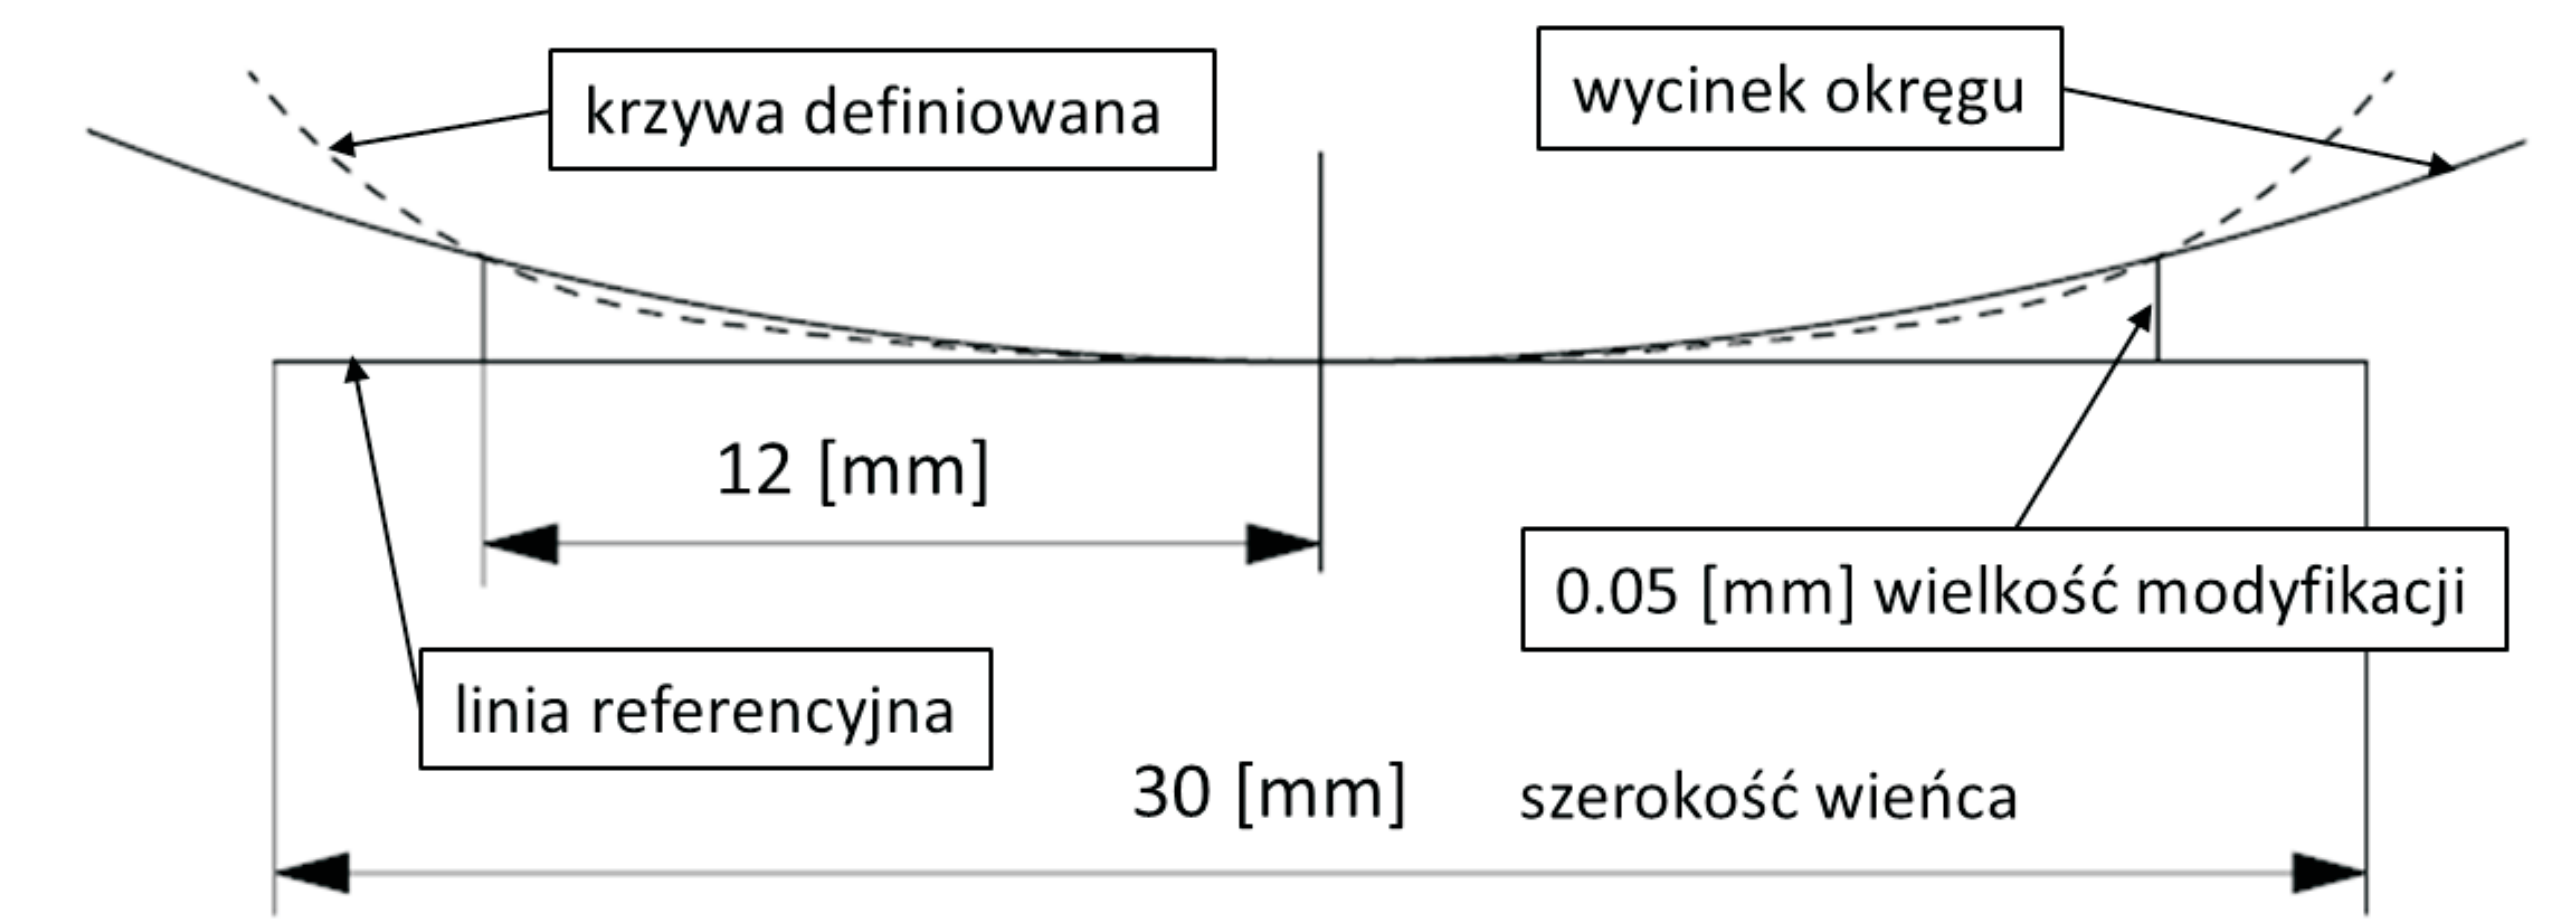 krzywa definiowana
wycinek okręgu
12 [mm]
0.05 [mm] wielkość modyfikacji
linia referencyjna
30 [mm] szerokość wieńca